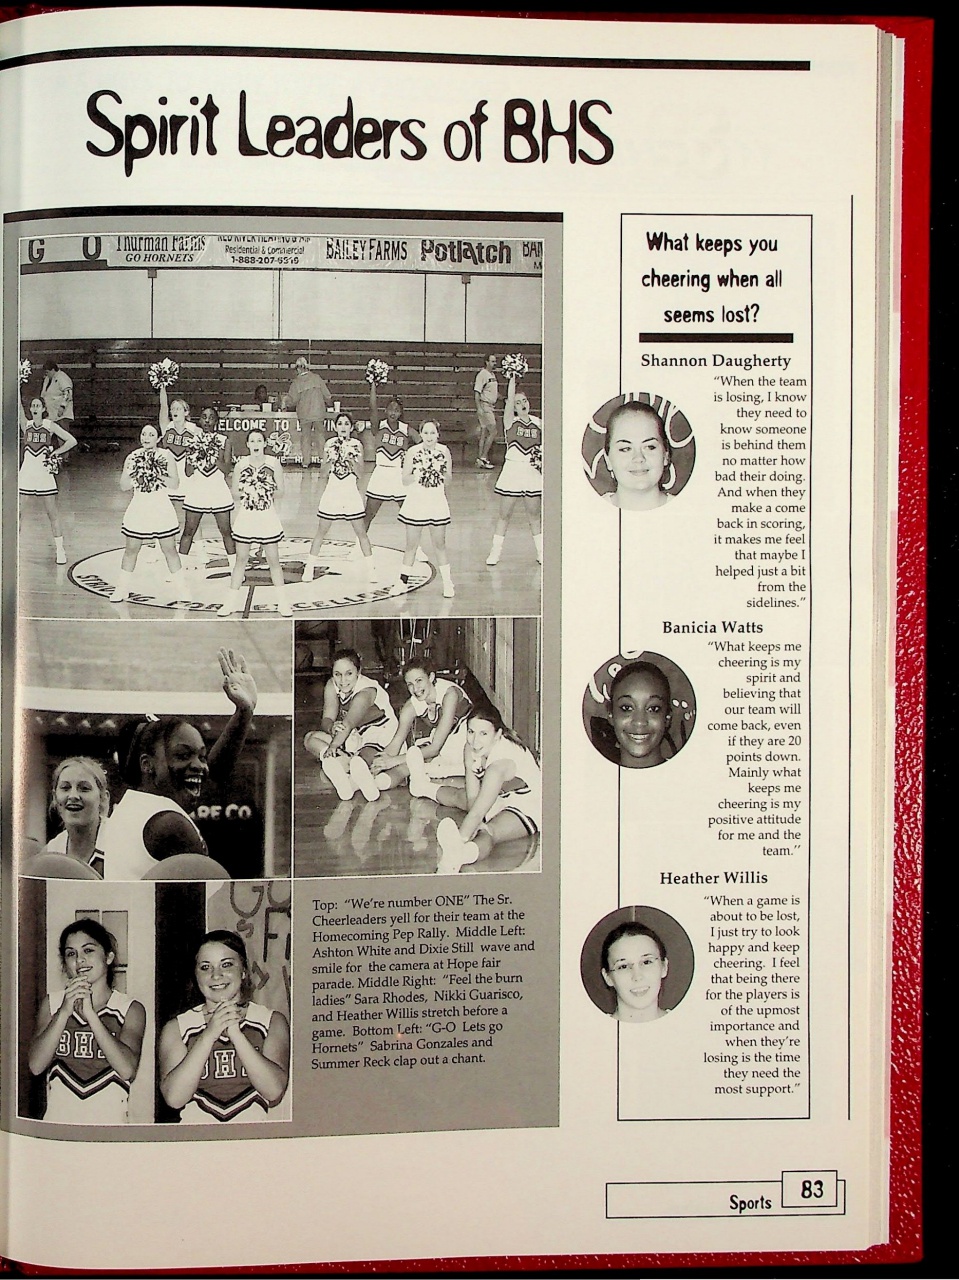 Spirit Leaders of BHS
G O
Thurman Farms
GO HORNETS
Residential & Commercial
1-888-207-5519
BAILEY FARMS
Potlatch
BHS
BHS
BHS
What keeps you
cheering when all
seems lost?
Shannon Daugherty
"When the team
is losing, I know
they need to
know someone
is behind them
no matter how
bad their doing.
And when they
make a come
back in scoring,
it makes me feel
that maybe I
helped just a bit
from the
sidelines."
Banicia Watts
"What keeps me
cheering is my
spirit and
believing that
our team will
come back, even
if they are 20
points down.
Mainly what
keeps me
cheering is my
positive attitude
for me and the
team."
Heather Willis
"When a game is
about to be lost,
I just try to look
happy and keep
cheering. I feel
that being there
for the players is
of the upmost
importance and
when they're
losing is the time
they need the
most support."
Top: "We're number ONE" The Sr.
Cheerleaders yell for their team at the
Homecoming Pep Rally. Middle Left:
Ashton White and Dixie Still wave and
smile for the camera at Hope fair
parade. Middle Right: "Feel the burn
ladies" Sara Rhodes, Nikki Guarisco,
and Heather Willis stretch before a
game. Bottom Left: "G-O Lets go
Hornets" Sabrina Gonzales and
Summer Reck clap out a chant.
BHS
BHS
Sports
83